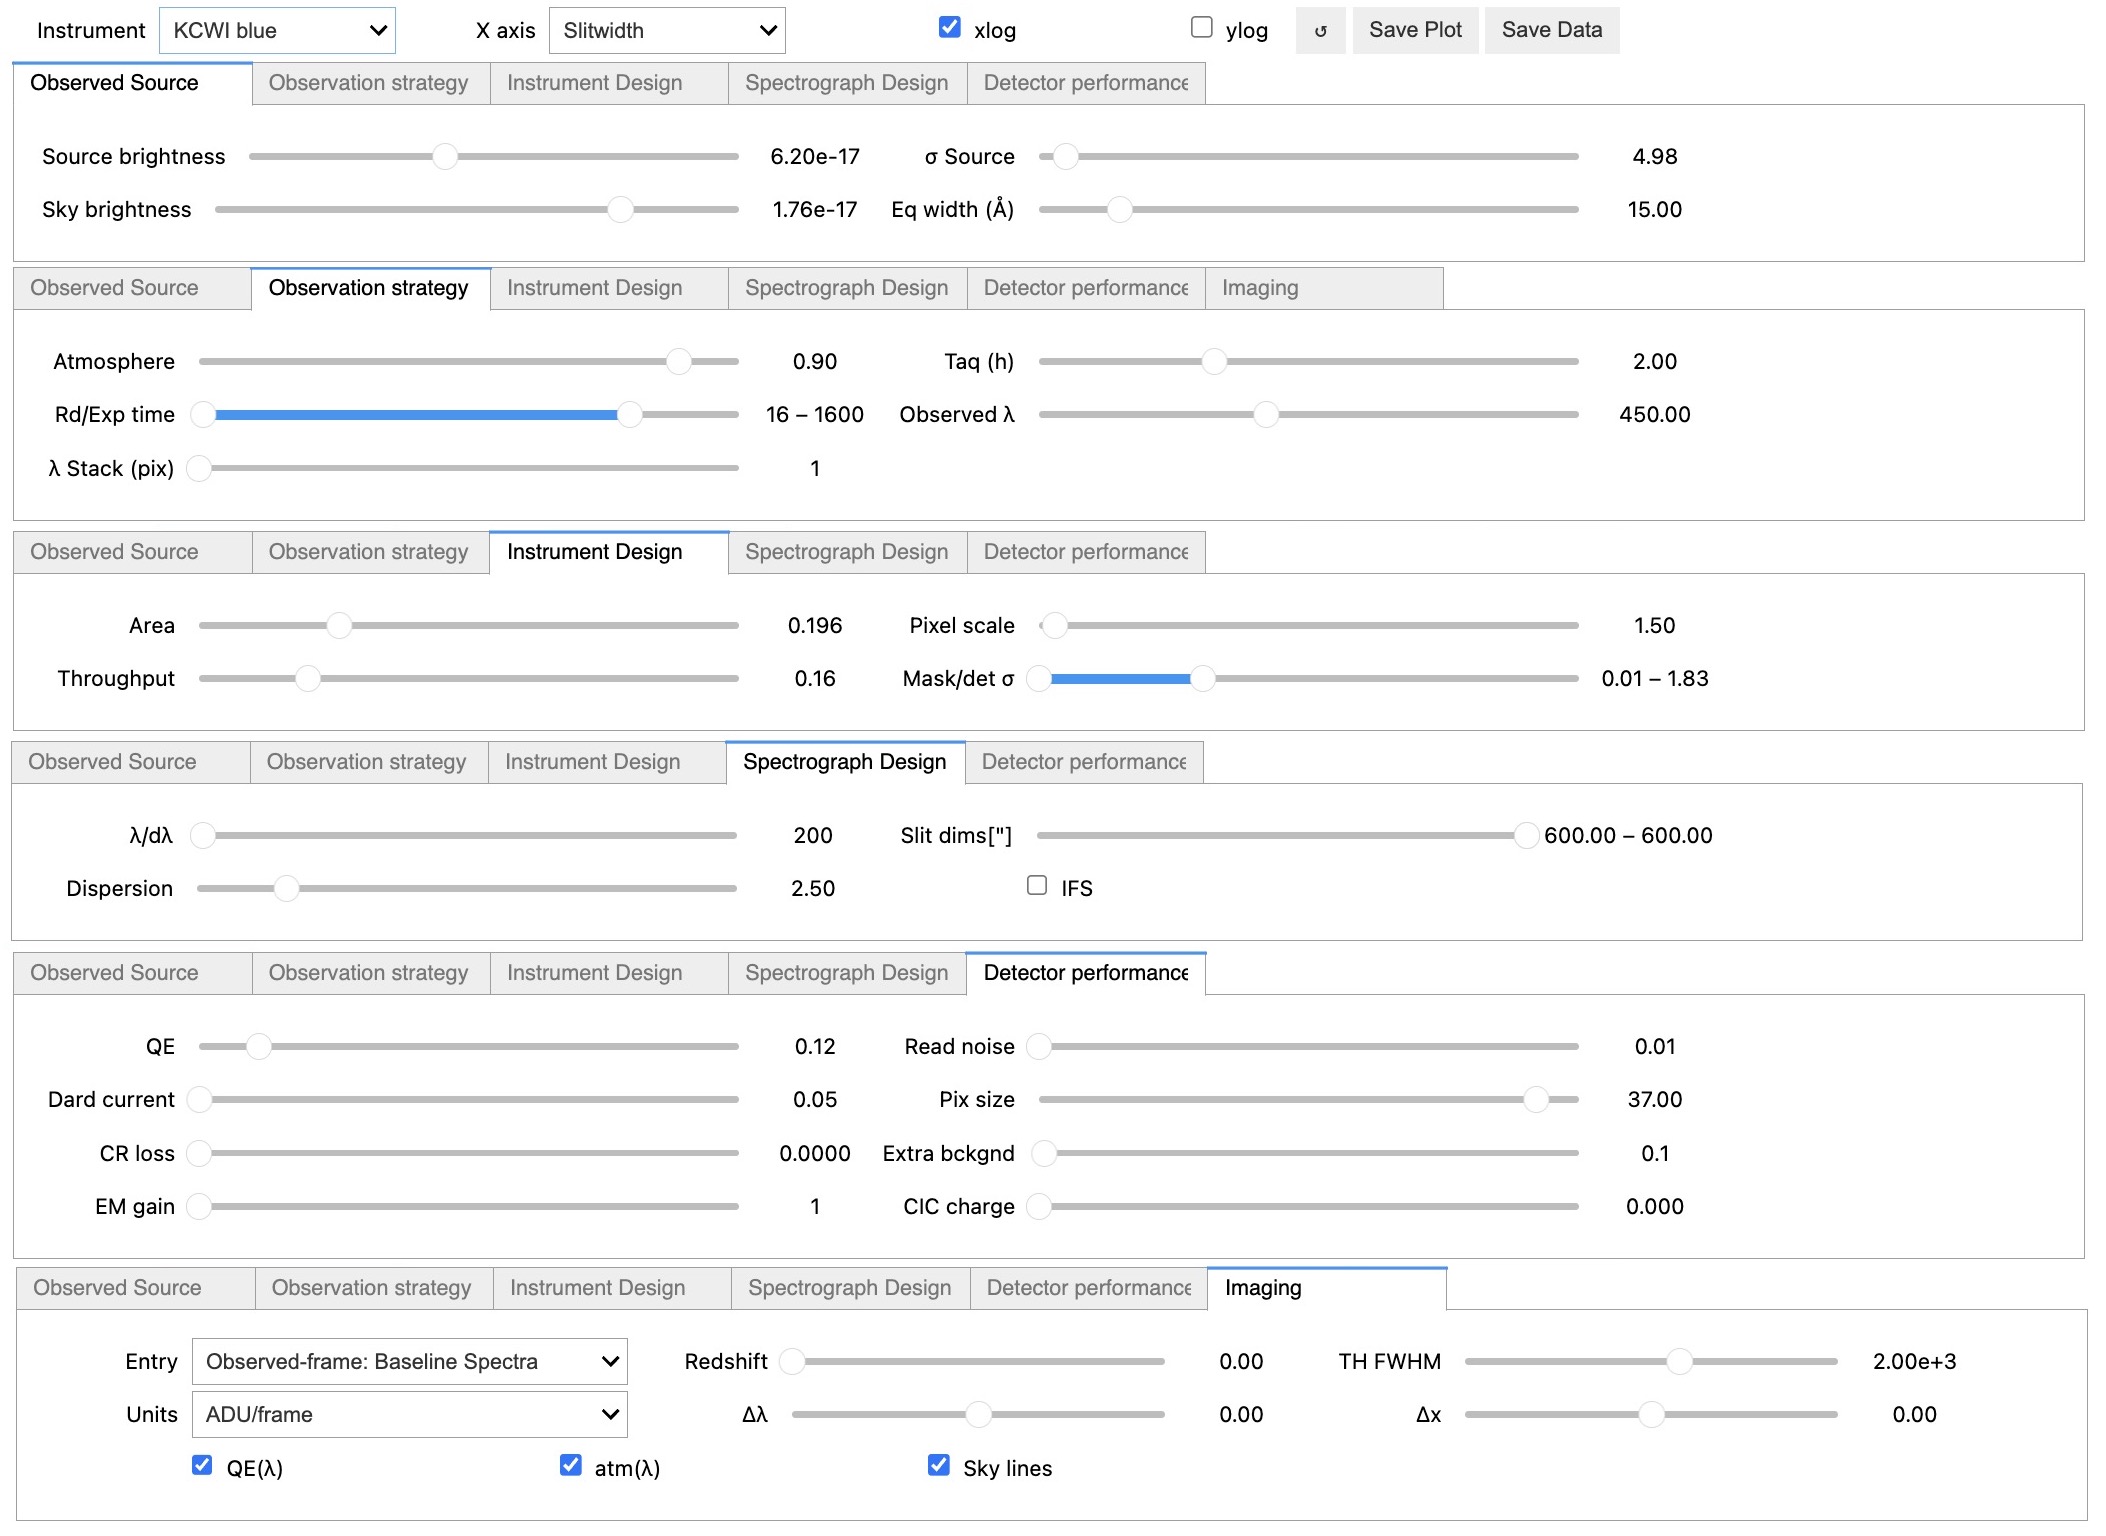 Instrument KCWI blue X axis Slitwidth xlog ylog ↺ Save Plot Save Data
Observed Source Observation strategy Instrument Design Spectrograph Design Detector performance
Source brightness 6.20e-17 σ Source 4.98
Sky brightness 1.76e-17 Eq width (Å) 15.00
Observed Source Observation strategy Instrument Design Spectrograph Design Detector performance Imaging
Atmosphere 0.90 Taq (h) 2.00
Rd/Exp time 16 – 1600 Observed λ 450.00
λ Stack (pix) 1
Observed Source Observation strategy Instrument Design Spectrograph Design Detector performance
Area 0.196 Pixel scale 1.50
Throughput 0.16 Mask/det σ 0.01 – 1.83
Observed Source Observation strategy Instrument Design Spectrograph Design Detector performance
λ/dλ 200 Slit dims["] 600.00 – 600.00
Dispersion 2.50 IFS
Observed Source Observation strategy Instrument Design Spectrograph Design Detector performance
QE 0.12 Read noise 0.01
Dard current 0.05 Pix size 37.00
CR loss 0.0000 Extra bckgnd 0.1
EM gain 1 CIC charge 0.000
Observed Source Observation strategy Instrument Design Spectrograph Design Detector performance Imaging
Entry Observed-frame: Baseline Spectra Redshift 0.00 TH FWHM 2.00e+3
Units ADU/frame Δλ 0.00 Δx 0.00
QE(λ) atm(λ) Sky lines